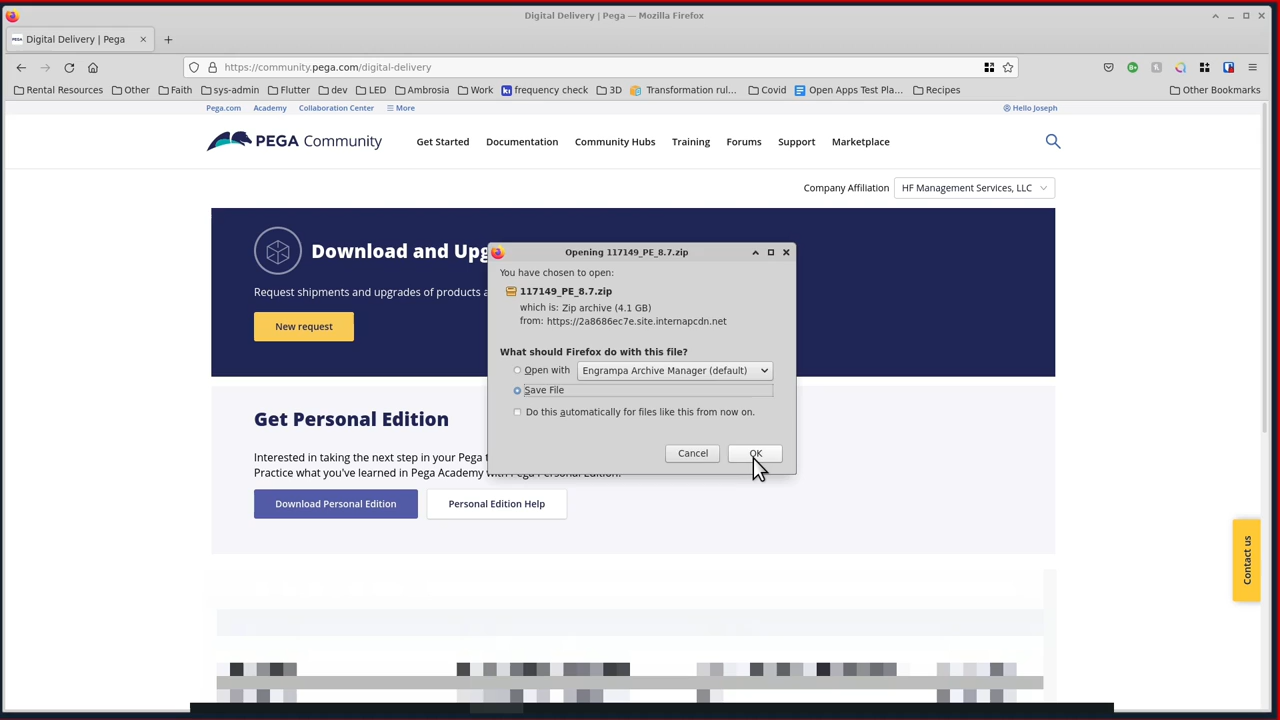 Digital Delivery | Pega — Mozilla Firefox
PEGA Digital Delivery | Pega
https://community.pega.com/digital-delivery
Rental Resources Other Faith sys-admin Flutter dev LED Ambrosia Work frequency check 3D Transformation rul... Covid Open Apps Test Pla... Recipes Other Bookmarks
Pega.com Academy Collaboration Center More Hello Joseph
PEGA Community Get Started Documentation Community Hubs Training Forums Support Marketplace
Company Affiliation HF Management Services, LLC
Download and Upg
Request shipments and upgrades of products a
New request
Opening 117149_PE_8.7.zip
You have chosen to open:
117149_PE_8.7.zip
which is: Zip archive (4.1 GB)
from: https://2a8686ec7e.site.internapcdn.net
What should Firefox do with this file?
Open with Engrampa Archive Manager (default)
Save File
Do this automatically for files like this from now on.
Cancel OK
Get Personal Edition
Interested in taking the next step in your Pega
Practice what you've learned in Pega Academy with Pega Personal Edition.
Download Personal Edition Personal Edition Help
Contact us